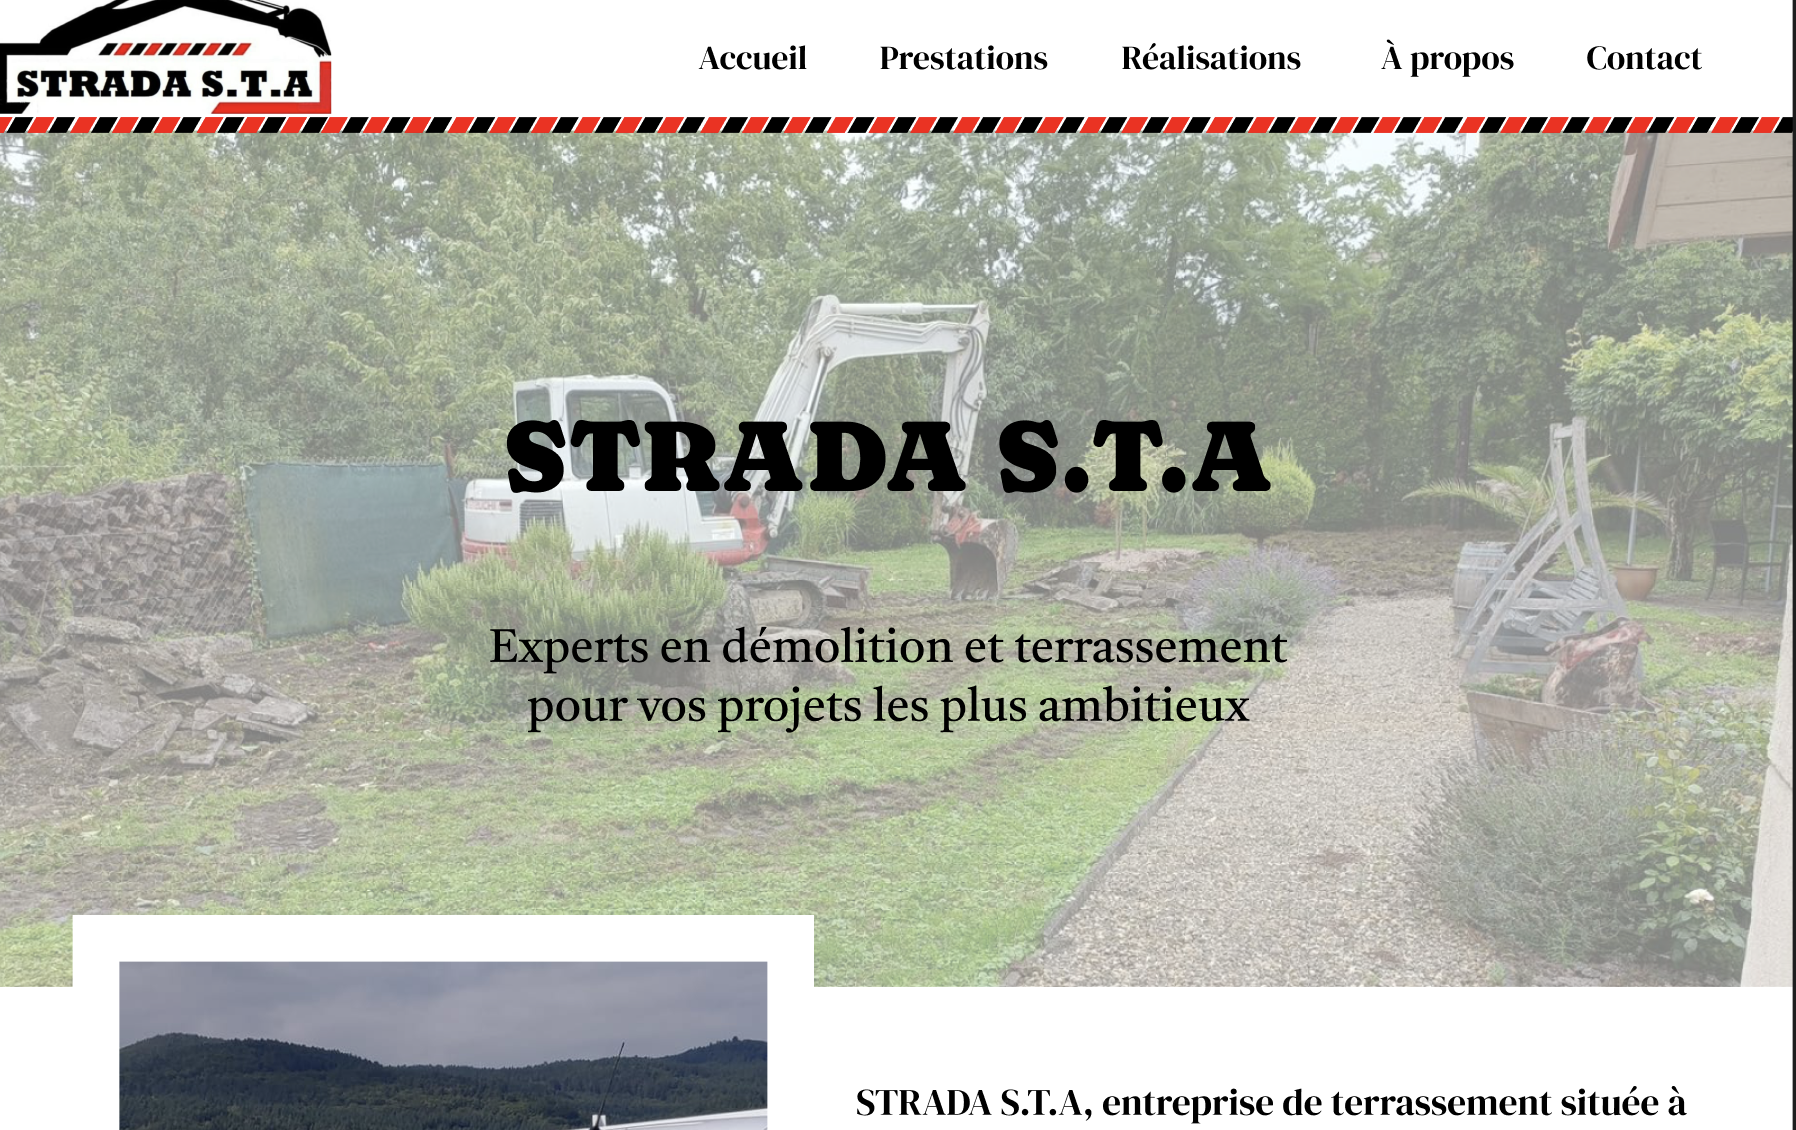 STRADA S.T.A
Accueil Prestations Réalisations À propos Contact
STRADA S.T.A
Experts en démolition et terrassement
pour vos projets les plus ambitieux
STRADA S.T.A, entreprise de terrassement située à